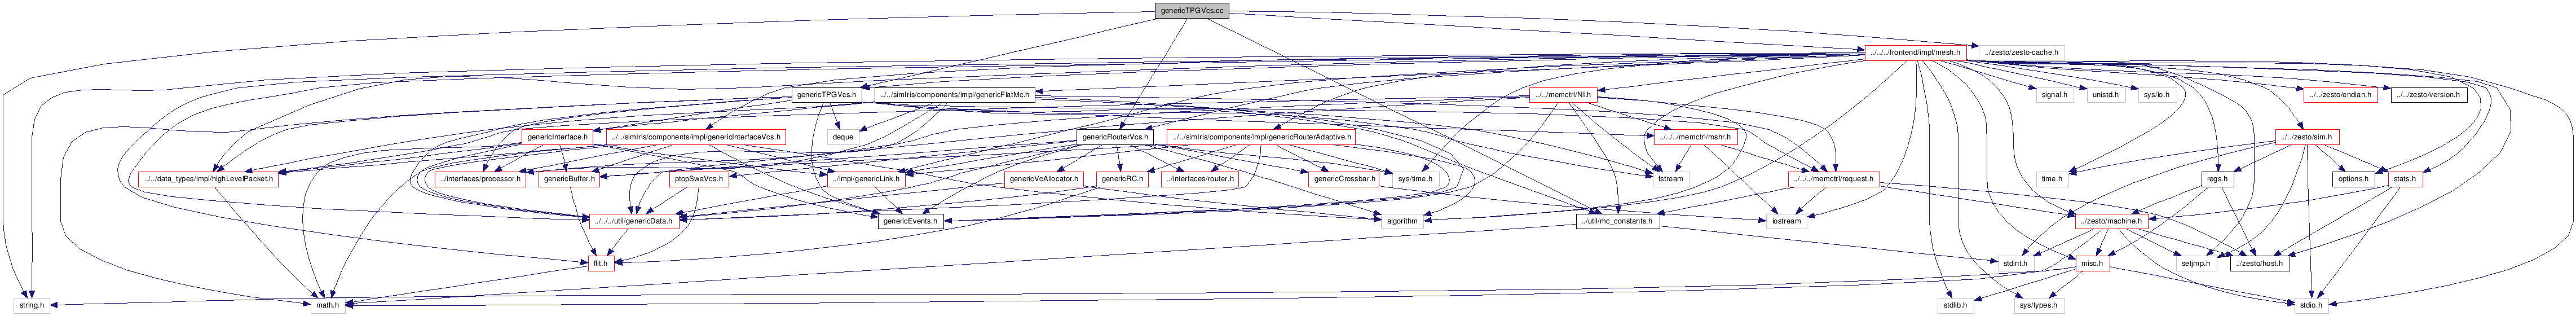 genericTPGVcs.cc
../../../frontend/impl/mesh.h
../zesto/zesto-cache.h
genericTPGVcs.h
../../simIris/components/impl/genericFlatMc.h
../../memctrl/NI.h
signal.h
unistd.h
sys/io.h
../../zesto/endian.h
../../zesto/version.h
genericInterface.h
../../simIris/components/impl/genericInterfaceVcs.h
deque
genericRouterVcs.h
../../simIris/components/impl/genericRouterAdaptive.h
../../../memctrl/mshr.h
../../zesto/sim.h
../../data_types/impl/highLevelPacket.h
../interfaces/processor.h
genericBuffer.h
ptopSwaVcs.h
../impl/genericLink.h
genericVcAllocator.h
genericRC.h
../interfaces/router.h
genericCrossbar.h
sys/time.h
fstream
../../../memctrl/request.h
time.h
regs.h
options.h
stats.h
../../../util/genericData.h
genericEvents.h
algorithm
../util/mc_constants.h
iostream
../zesto/machine.h
flit.h
stdint.h
misc.h
setjmp.h
../zesto/host.h
string.h
math.h
stdlib.h
sys/types.h
stdio.h